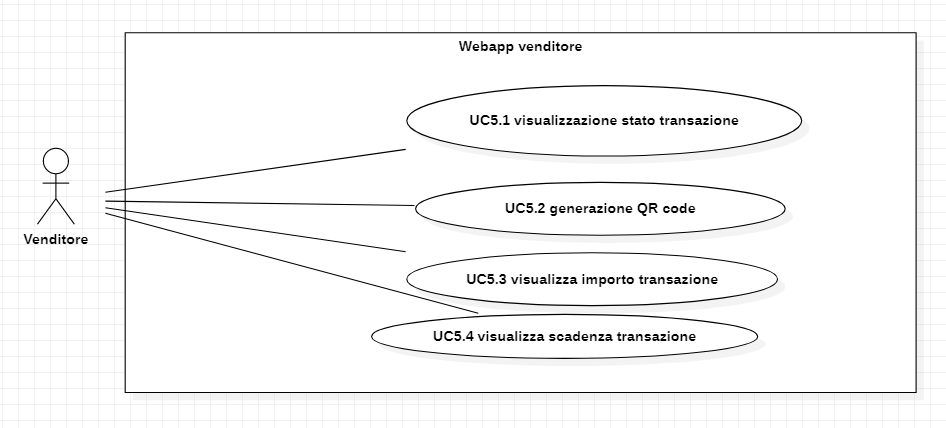 Webapp venditore
UC5.1 visualizzazione stato transazione
UC5.2 generazione QR code
Venditore
UC5.3 visualizza importo transazione
UC5.4 visualizza scadenza transazione